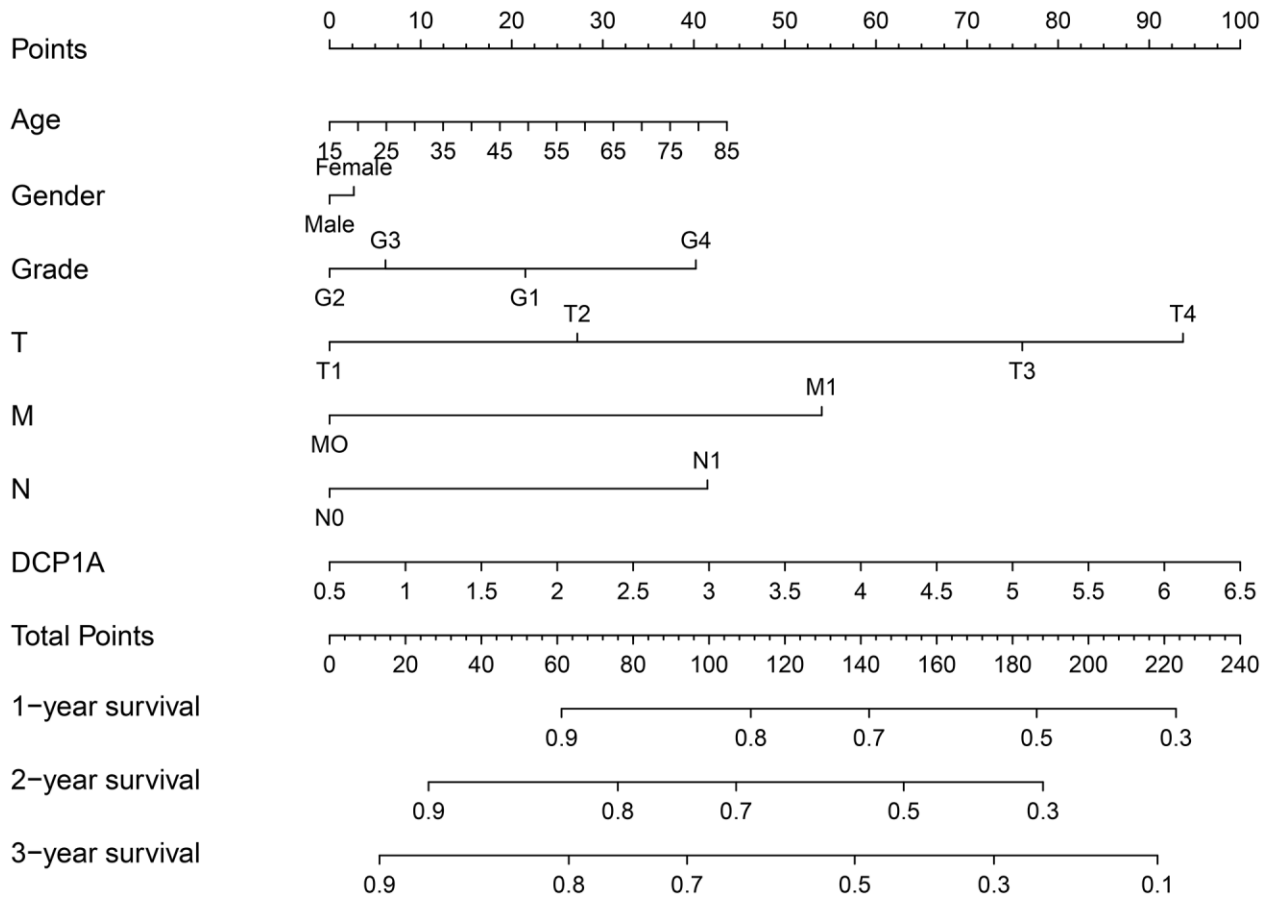 0 10 20 30 40 50 60 70 80 90 100
Points
Age
15 25 35 45 55 65 75 85
Female
Gender
Male
G3 G4
Grade
G2 G1
T2 T4
T
T1 T3
M1
M
MO
N1
N
N0
DCP1A
0.5 1 1.5 2 2.5 3 3.5 4 4.5 5 5.5 6 6.5
Total Points
0 20 40 60 80 100 120 140 160 180 200 220 240
1−year survival
0.9 0.8 0.7 0.5 0.3
2−year survival
0.9 0.8 0.7 0.5 0.3
3−year survival
0.9 0.8 0.7 0.5 0.3 0.1